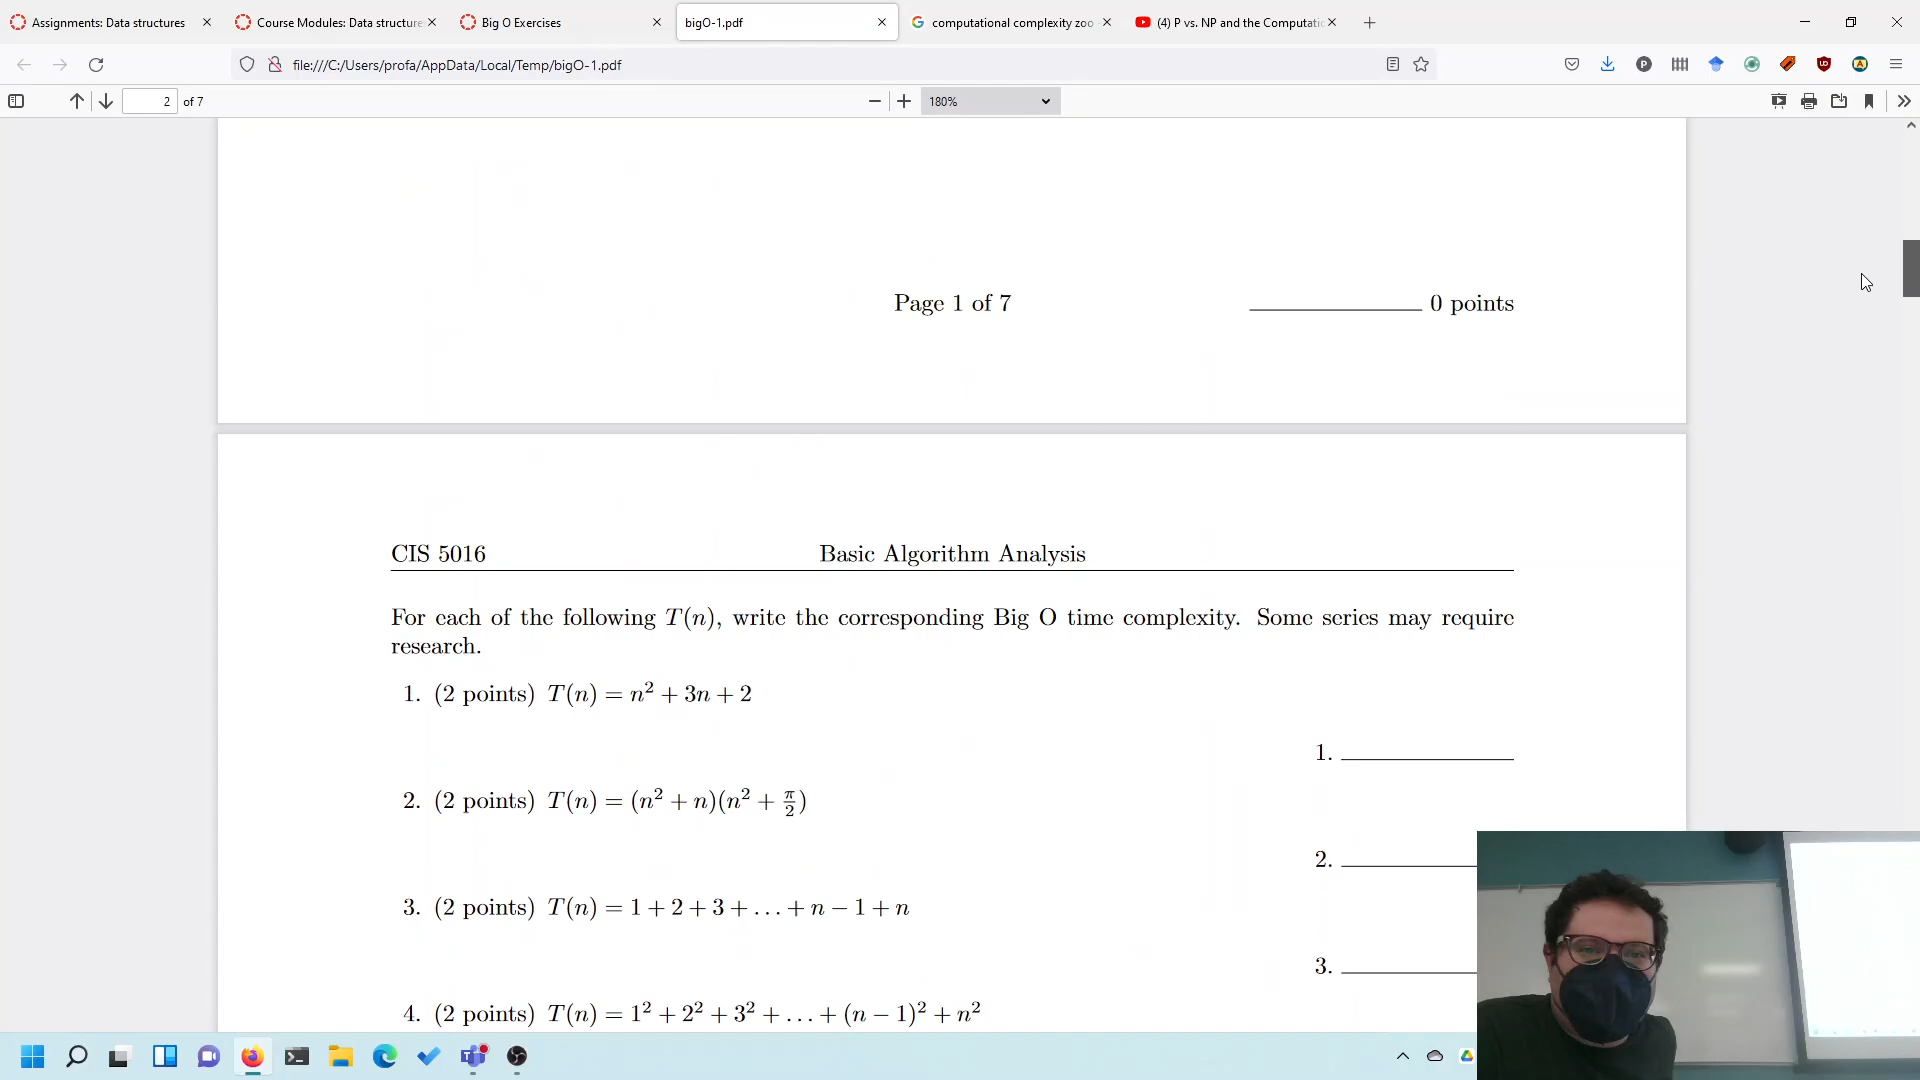 Assignments: Data structures
Course Modules: Data structure
Big O Exercises
bigO-1.pdf
computational complexity zoo
(4) P vs. NP and the Computatio
file:///C:/Users/profa/AppData/Local/Temp/bigO-1.pdf
2 of 7
180%
Page 1 of 7
0 points
CIS 5016
Basic Algorithm Analysis
For each of the following T(n), write the corresponding Big O time complexity. Some series may require
research.
1. (2 points) T(n) = n² + 3n + 2
1.
2. (2 points) T(n) = (n² + n)(n² + π/2)
2.
3. (2 points) T(n) = 1 + 2 + 3 + . . . + n − 1 + n
3.
4. (2 points) T(n) = 1² + 2² + 3² + . . . + (n − 1)² + n²